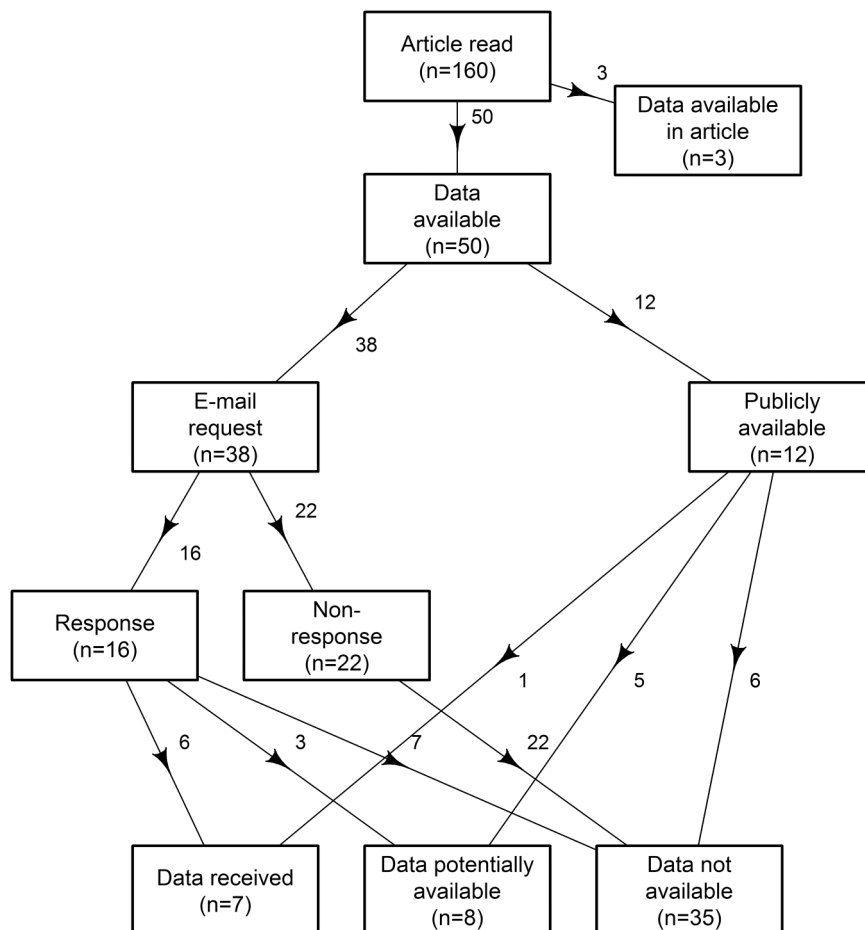 Article read
(n=160)
3
Data available
in article
(n=3)
50
Data
available
(n=50)
12
38
E-mail
request
(n=38)
Publicly
available
(n=12)
22
16
Response
(n=16)
Non-
response
(n=22)
1
5
6
6
3
7
22
Data received
(n=7)
Data potentially
available
(n=8)
Data not
available
(n=35)